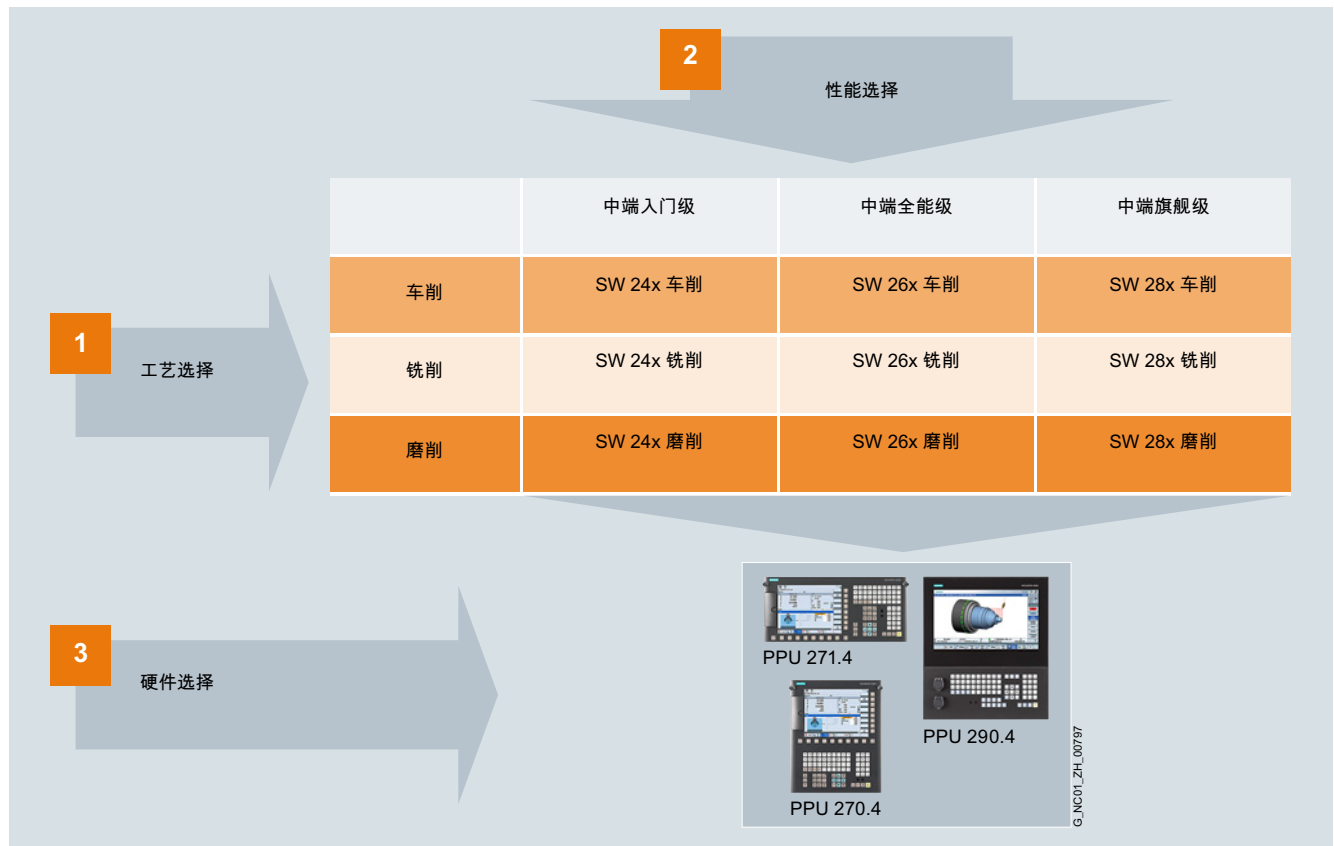 2
性能选择
中端入门级
中端全能级
中端旗舰级
车削
SW 24x 车削
SW 26x 车削
SW 28x 车削
1
工艺选择
铣削
SW 24x 铣削
SW 26x 铣削
SW 28x 铣削
磨削
SW 24x 磨削
SW 26x 磨削
SW 28x 磨削
3
硬件选择
PPU 271.4
PPU 290.4
PPU 270.4
G_NC01_ZH_00797